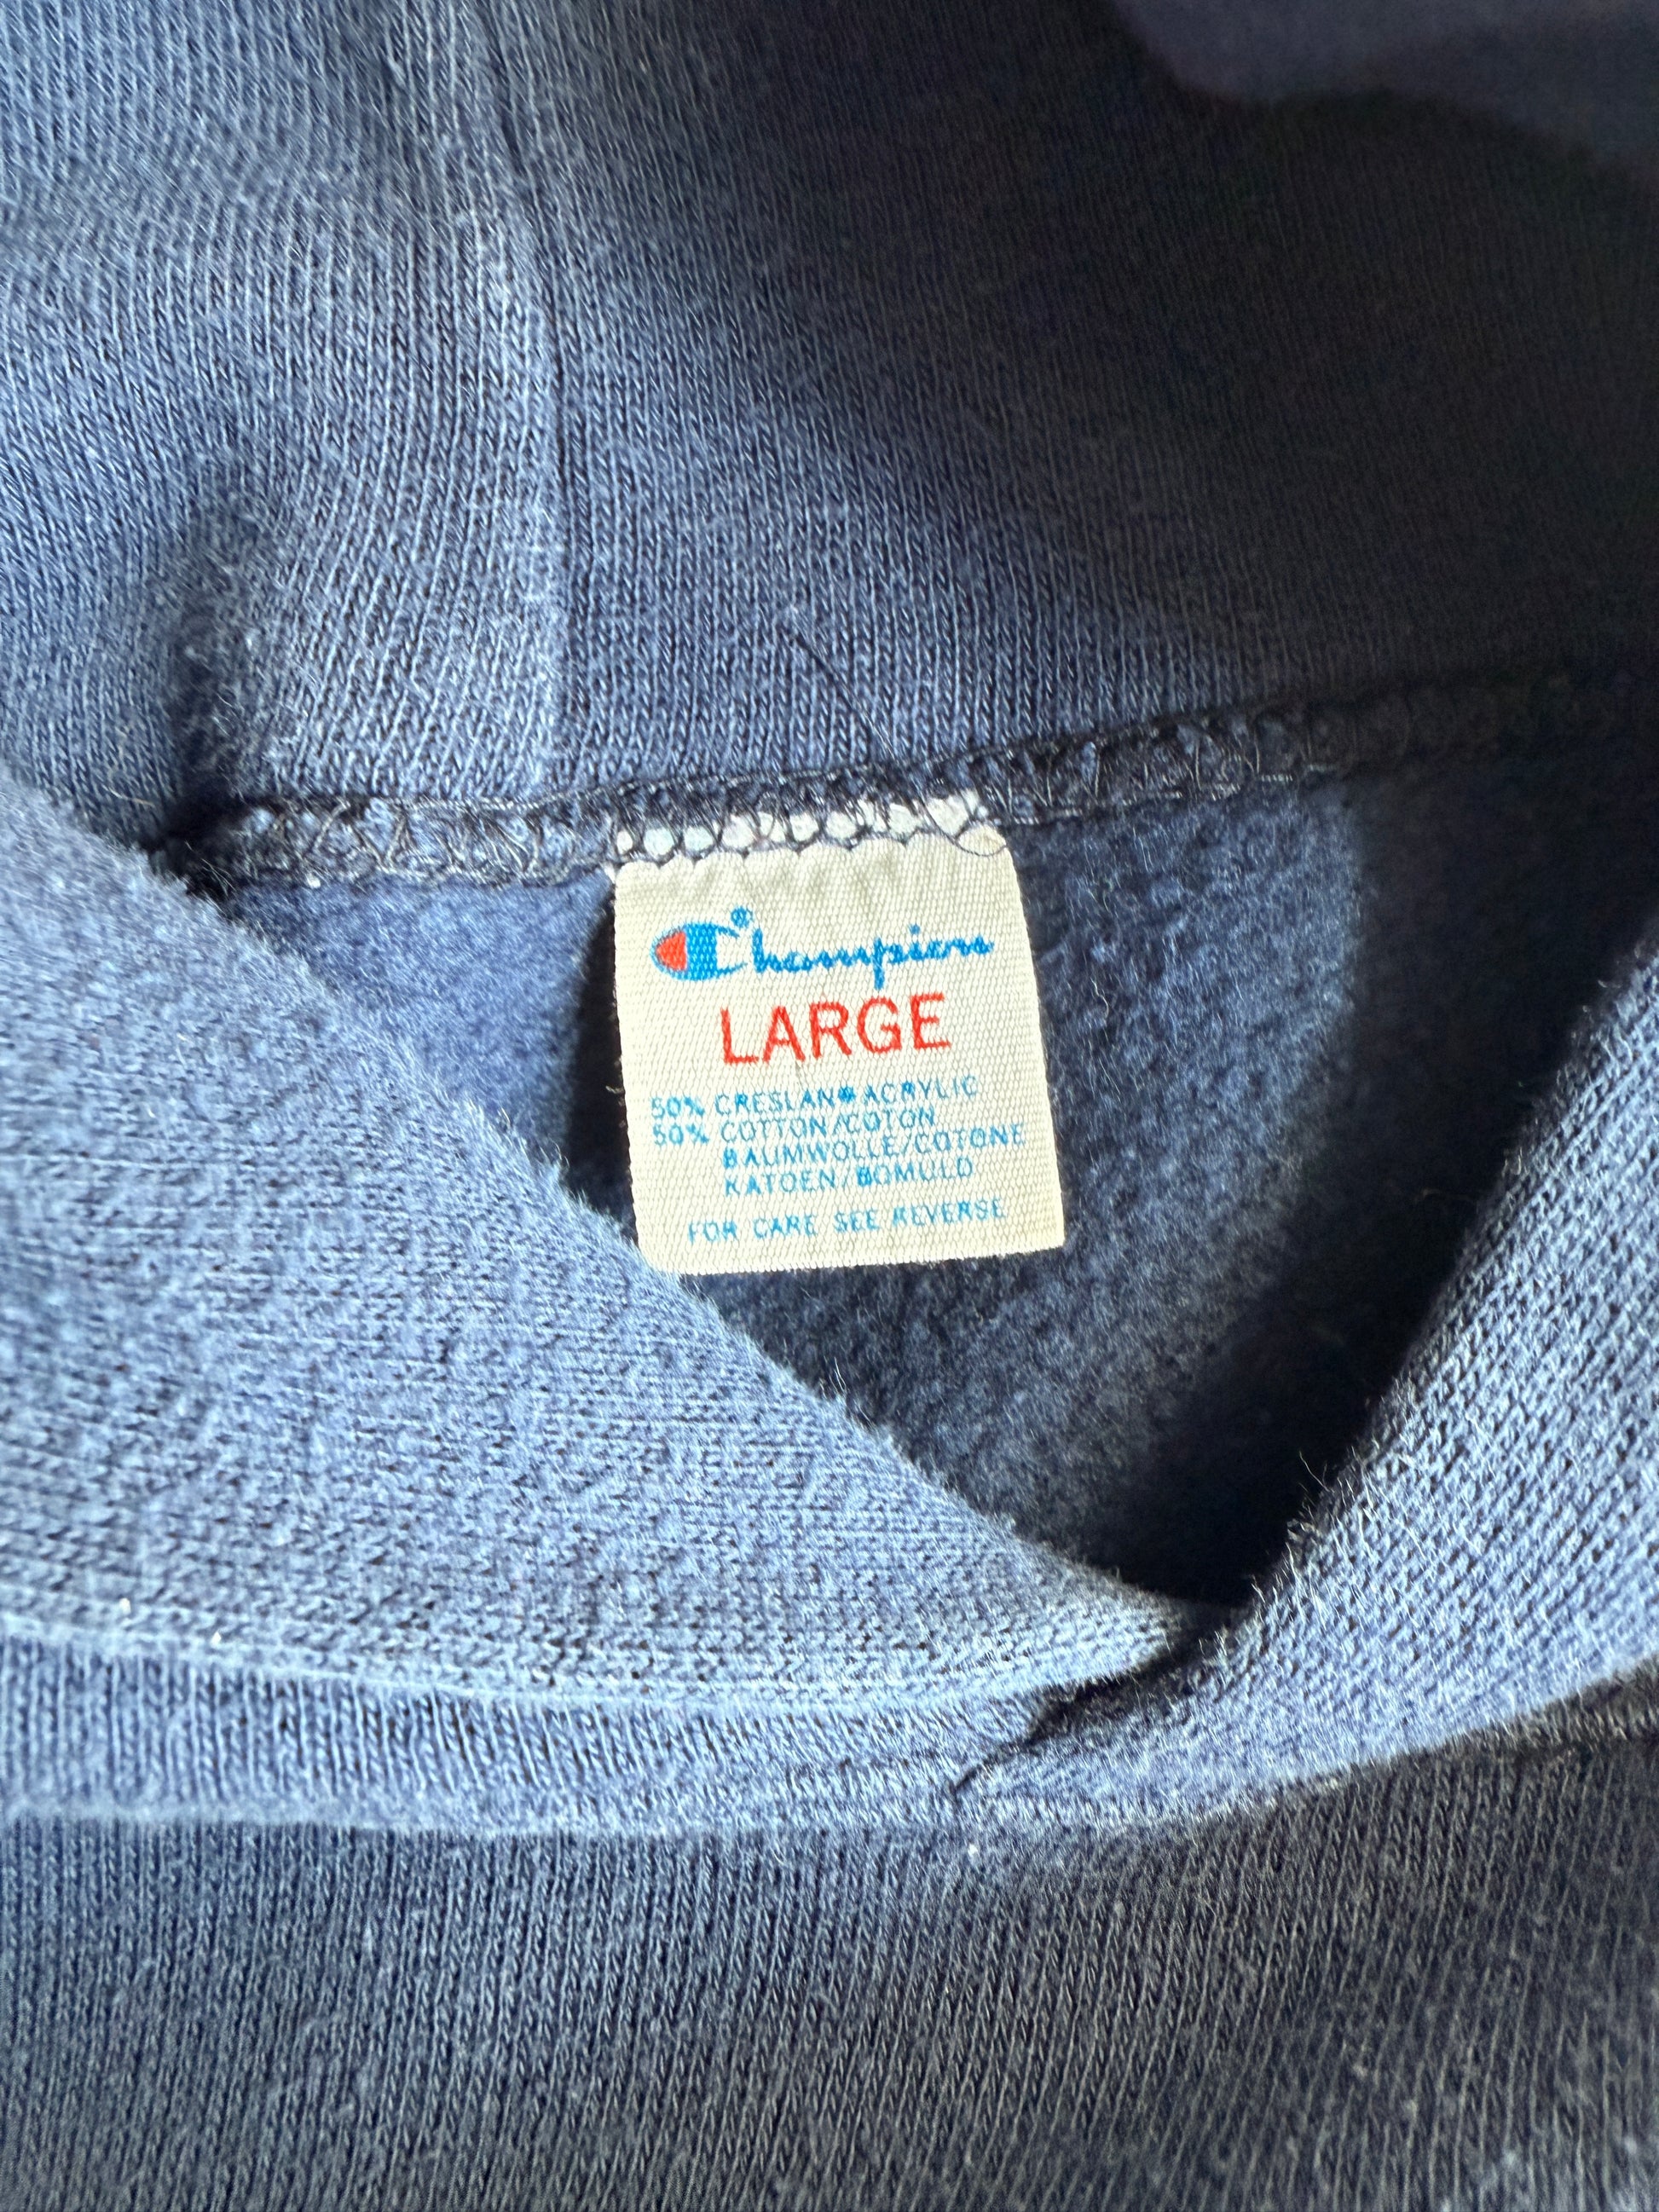 Champion®
LARGE
50% CRESLAN® ACRYLIC
50% COTTON/COTON
BAUMWOLLE/COTONE
KATOEN/BOMULD
FOR CARE SEE REVERSE